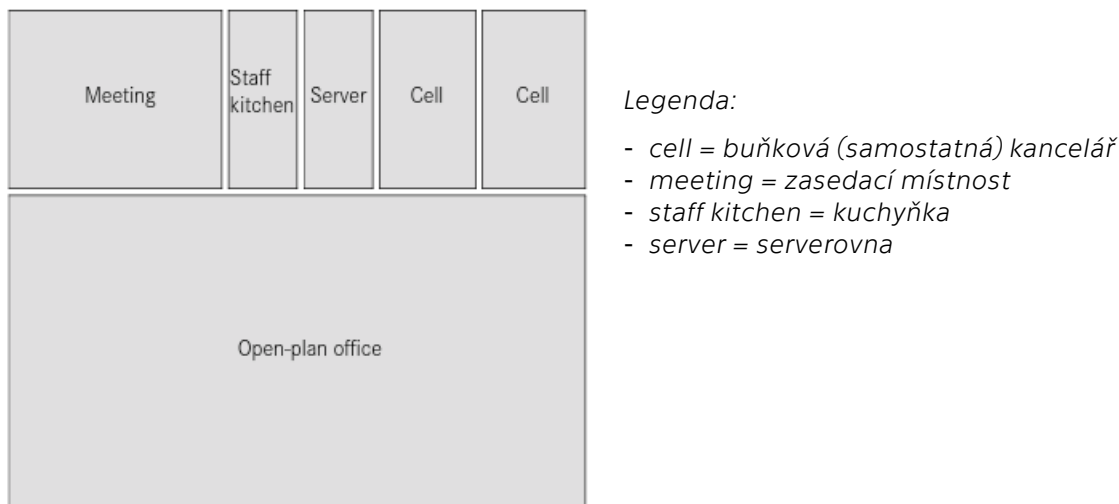 Meeting
Staff
kitchen
Server
Cell
Cell
Open-plan office
Legenda:
- cell = buňková (samostatná) kancelář
- meeting = zasedací místnost
- staff kitchen = kuchyňka
- server = serverovna